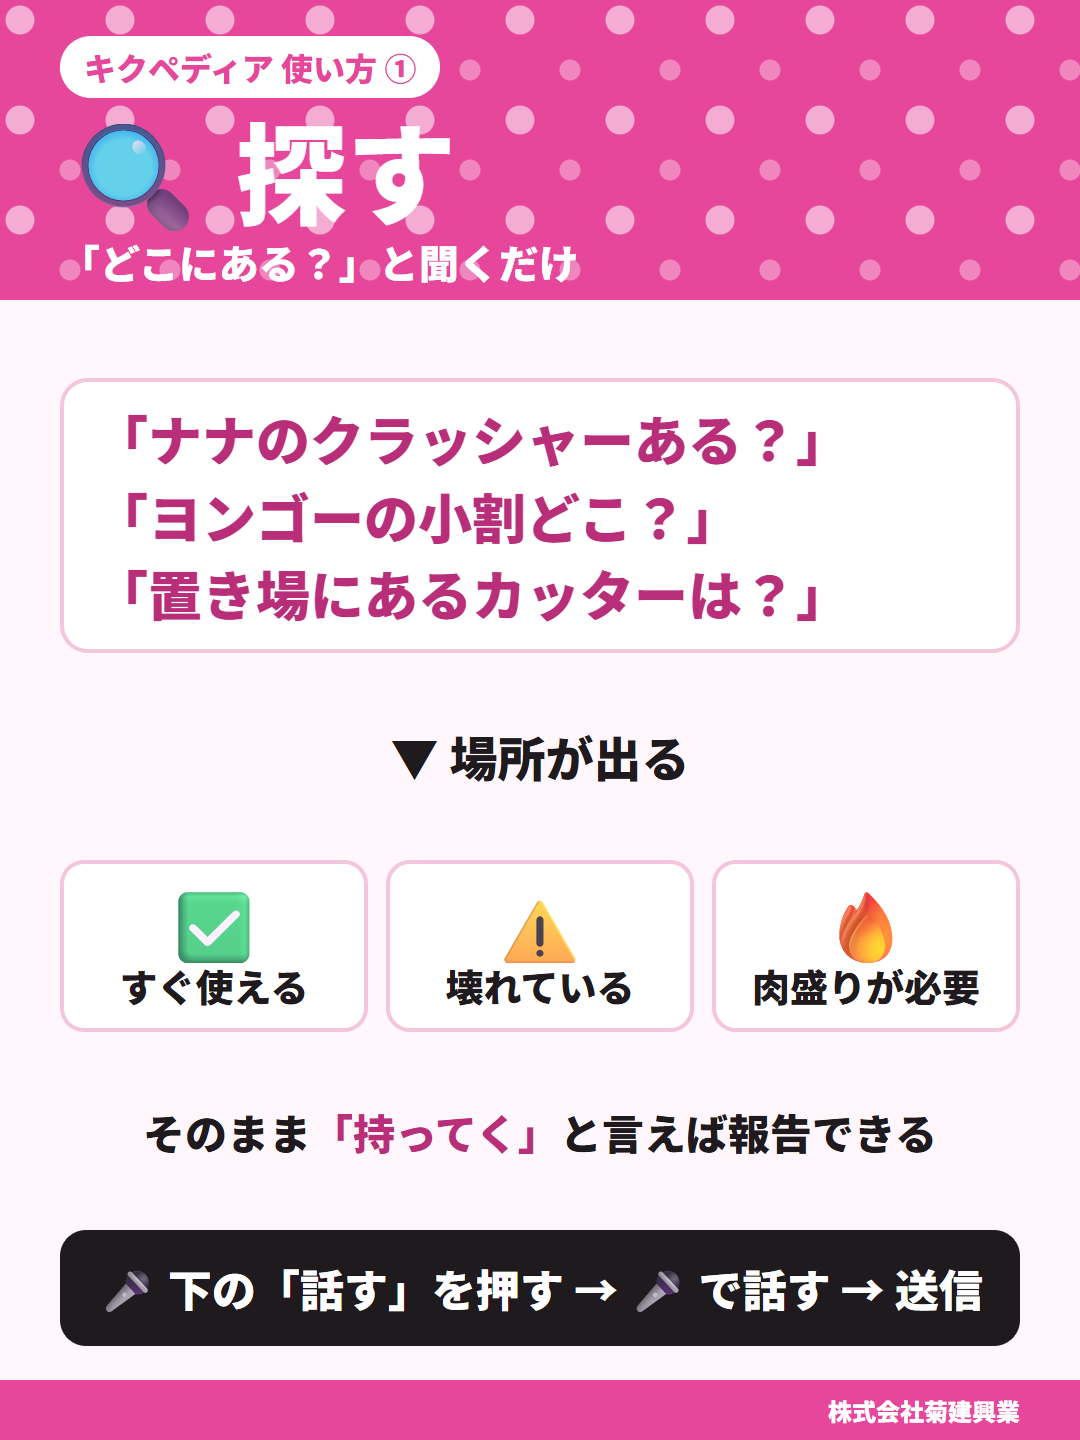 キクペディア 使い方 ①
探す
「どこにある？」と聞くだけ
「ナナのクラッシャーある？」
「ヨンゴーの小割どこ？」
「置き場にあるカッターは？」
▼ 場所が出る
すぐ使える
壊れている
肉盛りが必要
そのまま「持ってく」と言えば報告できる
下の「話す」を押す → で話す → 送信
株式会社菊建興業